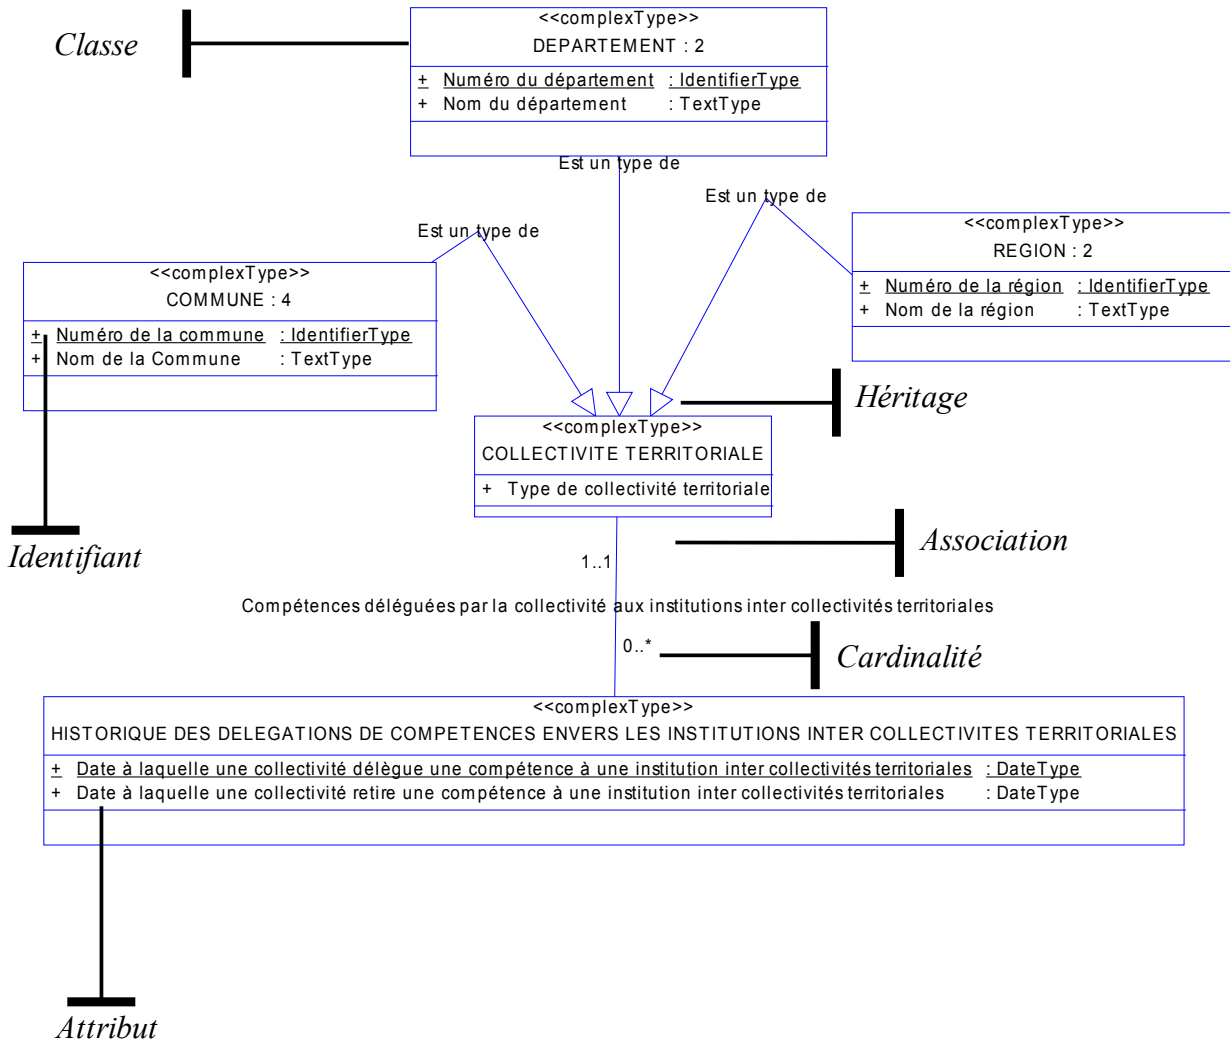 Classe
<<complexType>>
DEPARTEMENT : 2
+ Numéro du département : IdentifierType
+ Nom du département : TextType
Est un type de
Est un type de
Est un type de
<<complexType>>
REGION : 2
+ Numéro de la région : IdentifierType
+ Nom de la région : TextType
<<complexType>>
COMMUNE : 4
+ Numéro de la commune : IdentifierType
+ Nom de la Commune : TextType
Héritage
<<complexType>>
COLLECTIVITE TERRITORIALE
+ Type de collectivité territoriale
Identifiant
Association
1..1
Compétences déléguées par la collectivité aux institutions inter collectivités territoriales
0..*
Cardinalité
<<complexType>>
HISTORIQUE DES DELEGATIONS DE COMPETENCES ENVERS LES INSTITUTIONS INTER COLLECTIVITES TERRITORIALES
+ Date à laquelle une collectivité délègue une compétence à une institution inter collectivités territoriales : DateType
+ Date à laquelle une collectivité retire une compétence à une institution inter collectivités territoriales : DateType
Attribut